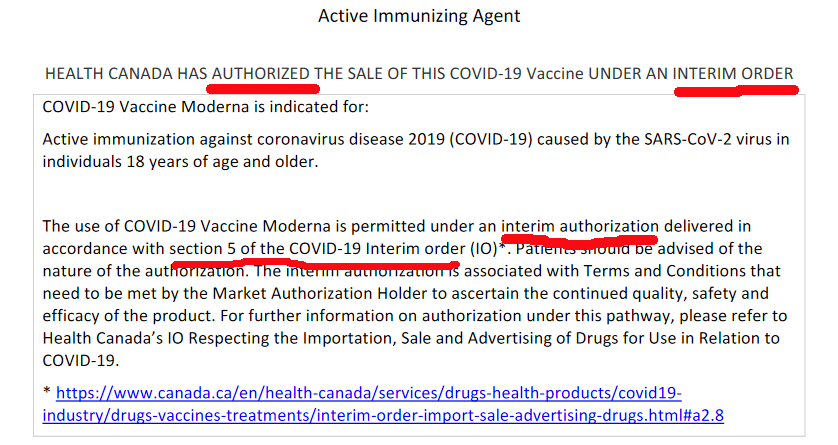 Active Immunizing Agent
HEALTH CANADA HAS AUTHORIZED THE SALE OF THIS COVID-19 Vaccine UNDER AN INTERIM ORDER
COVID-19 Vaccine Moderna is indicated for:
Active immunization against coronavirus disease 2019 (COVID-19) caused by the SARS-CoV-2 virus in
individuals 18 years of age and older.
The use of COVID-19 Vaccine Moderna is permitted under an interim authorization delivered in
accordance with section 5 of the COVID-19 Interim order (IO)*. Patients should be advised of the
nature of the authorization. The interim authorization is associated with Terms and Conditions that
need to be met by the Market Authorization Holder to ascertain the continued quality, safety and
efficacy of the product. For further information on authorization under this pathway, please refer to
Health Canada’s IO Respecting the Importation, Sale and Advertising of Drugs for Use in Relation to
COVID-19.
* https://www.canada.ca/en/health-canada/services/drugs-health-products/covid19-
industry/drugs-vaccines-treatments/interim-order-import-sale-advertising-drugs.html#a2.8